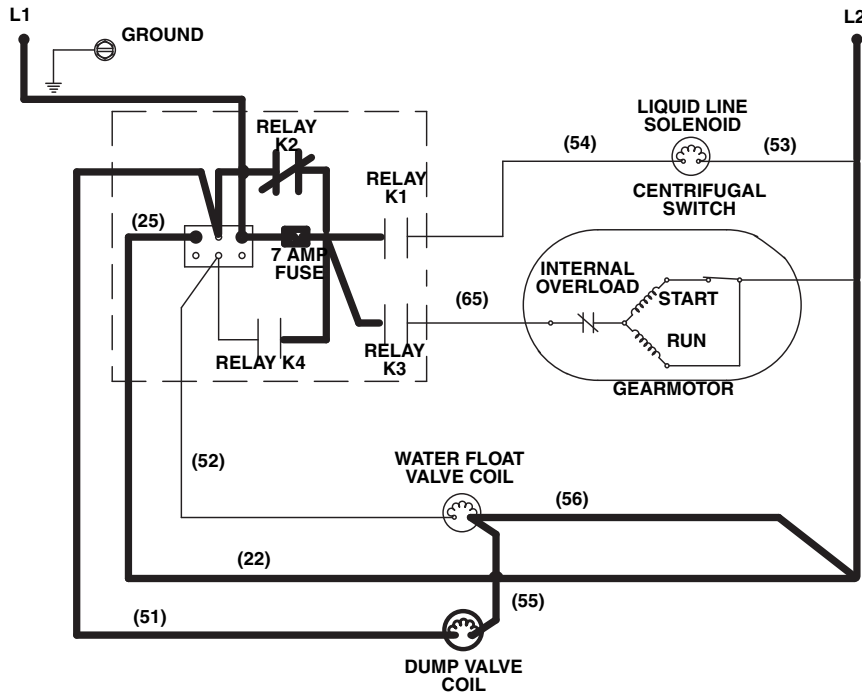 L1
L2
GROUND
RELAY
K2
LIQUID LINE
SOLENOID
(54)
(53)
CENTRIFUGAL
SWITCH
RELAY
K1
(25)
7 AMP
FUSE
INTERNAL
OVERLOAD
START
(65)
RUN
RELAY K4
RELAY
K3
GEARMOTOR
WATER FLOAT
VALVE COIL
(52)
(56)
(22)
(55)
(51)
DUMP VALVE
COIL